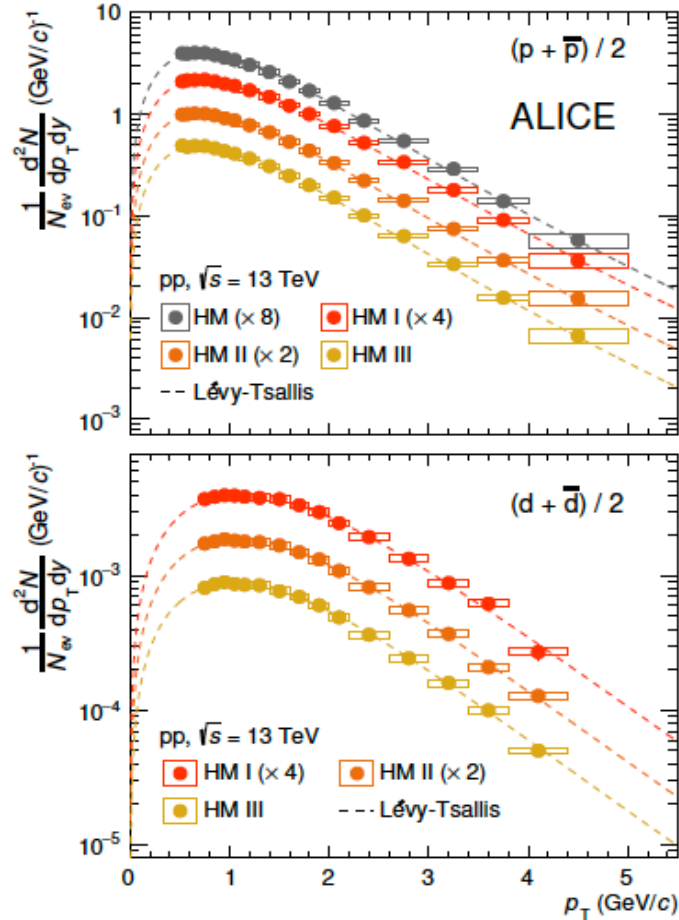 (p + p̅) / 2
ALICE
1/N_ev d²N/dp_T dy (GeV/c)⁻¹
10
1
10⁻¹
10⁻²
10⁻³
pp, √s = 13 TeV
HM (× 8) HM I (× 4)
HM II (× 2) HM III
Lévy-Tsallis
(d + d̅) / 2
1/N_ev d²N/dp_T dy (GeV/c)⁻¹
10⁻³
10⁻⁴
10⁻⁵
pp, √s = 13 TeV
HM I (× 4) HM II (× 2)
HM III Lévy-Tsallis
0 1 2 3 4 5
p_T (GeV/c)